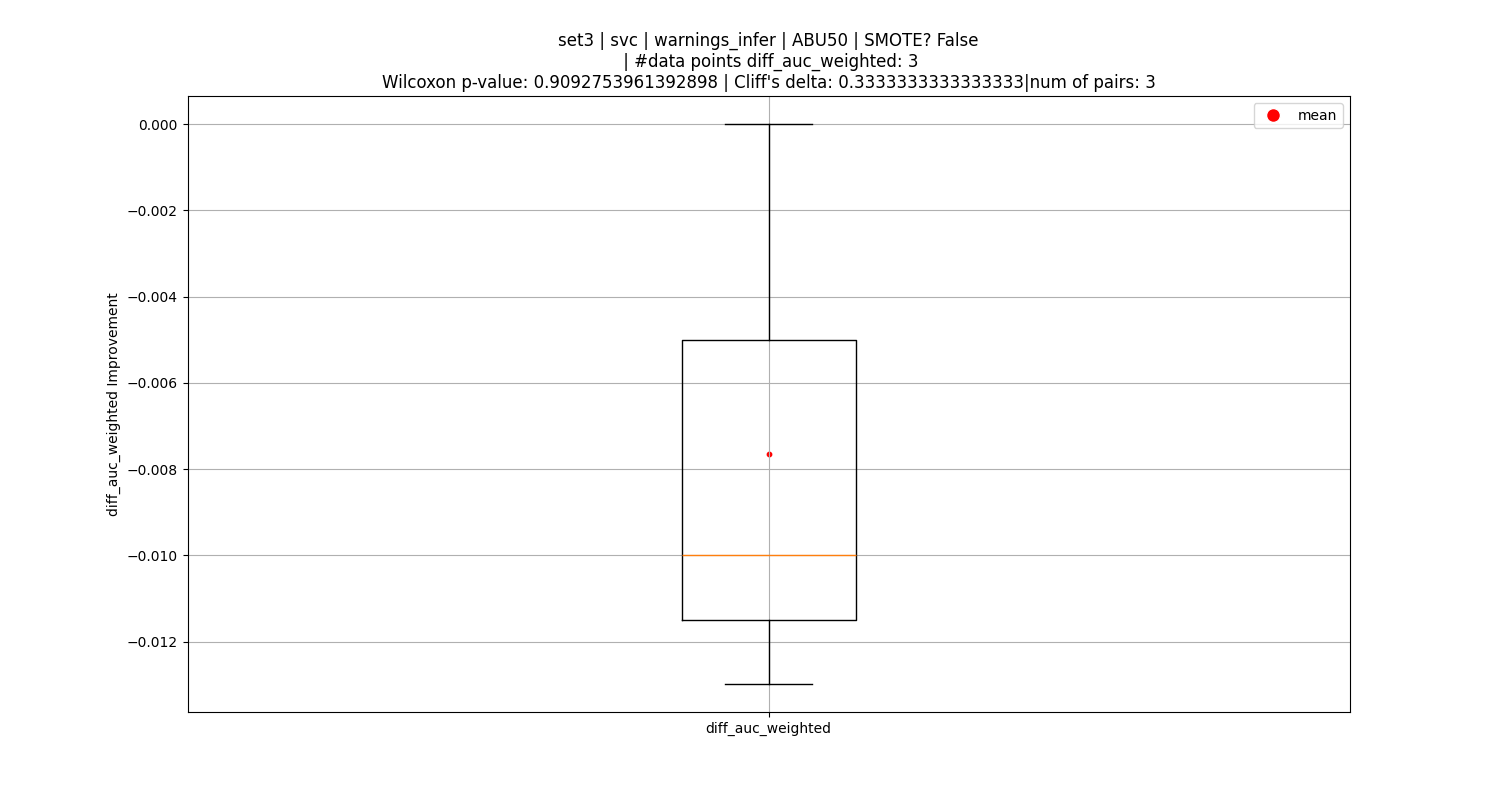 set3 | svc | warnings_infer | ABU50 | SMOTE? False
| #data points diff_auc_weighted: 3
Wilcoxon p-value: 0.9092753961392898 | Cliff's delta: 0.3333333333333333|num of pairs: 3
mean
0.000
−0.002
−0.004
−0.006
−0.008
−0.010
−0.012
diff_auc_weighted Improvement
diff_auc_weighted